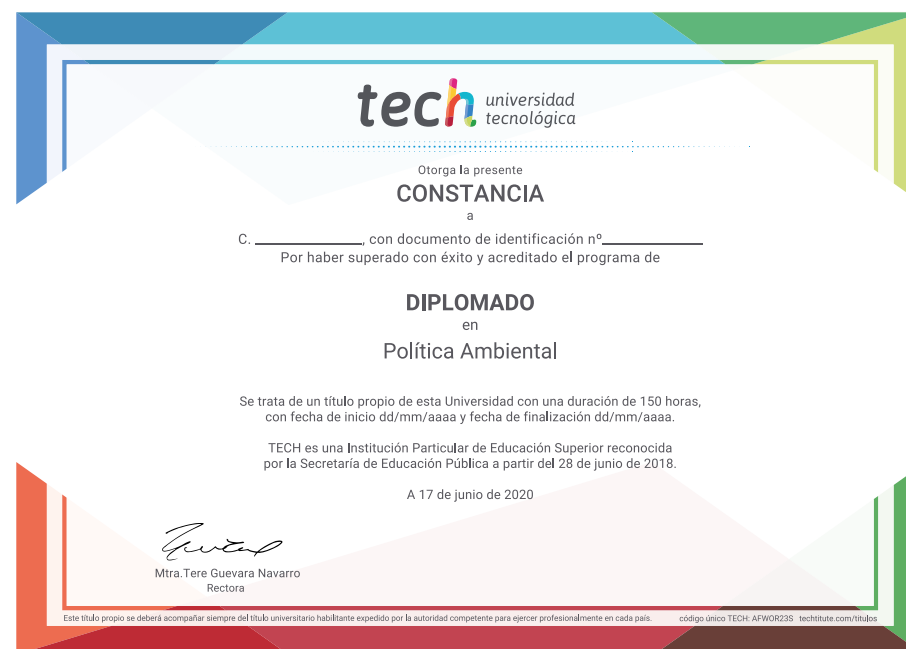 tech universidad
tecnológica
Otorga la presente
CONSTANCIA
a
C. ______________, con documento de identificación nº_____________
Por haber superado con éxito y acreditado el programa de
DIPLOMADO
en
Política Ambiental
Se trata de un título propio de esta Universidad con una duración de 150 horas,
con fecha de inicio dd/mm/aaaa y fecha de finalización dd/mm/aaaa.
TECH es una Institución Particular de Educación Superior reconocida
por la Secretaría de Educación Pública a partir del 28 de junio de 2018.
A 17 de junio de 2020
Mtra.Tere Guevara Navarro
Rectora
Este título propio se deberá acompañar siempre del título universitario habilitante expedido por la autoridad competente para ejercer profesionalmente en cada país. código único TECH: AFWOR23S techtitute.com/titulos